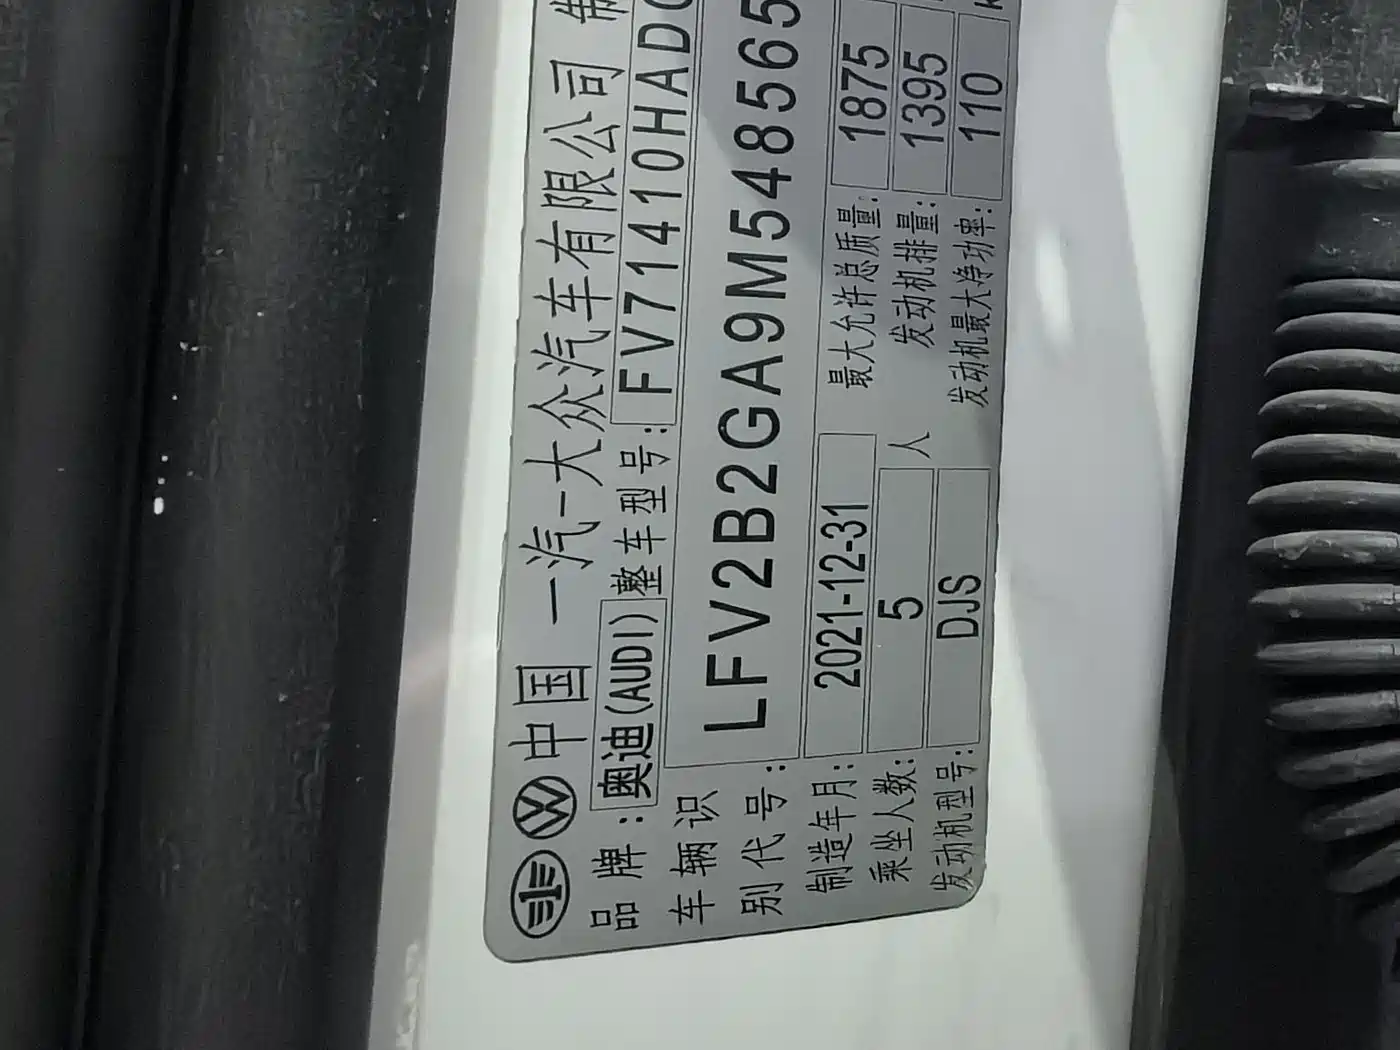 中国 一汽-大众汽车有限公司 制
品牌:奥迪(AUDI) 整车型号:FV71410HADC
车辆识别代号: LFV2B2GA9M548565
制造年月: 2021-12-31 最大允许总质量: 1875
乘坐人数: 5 人 发动机排量: 1395
发动机型号: DJS 发动机最大净功率: 110 k